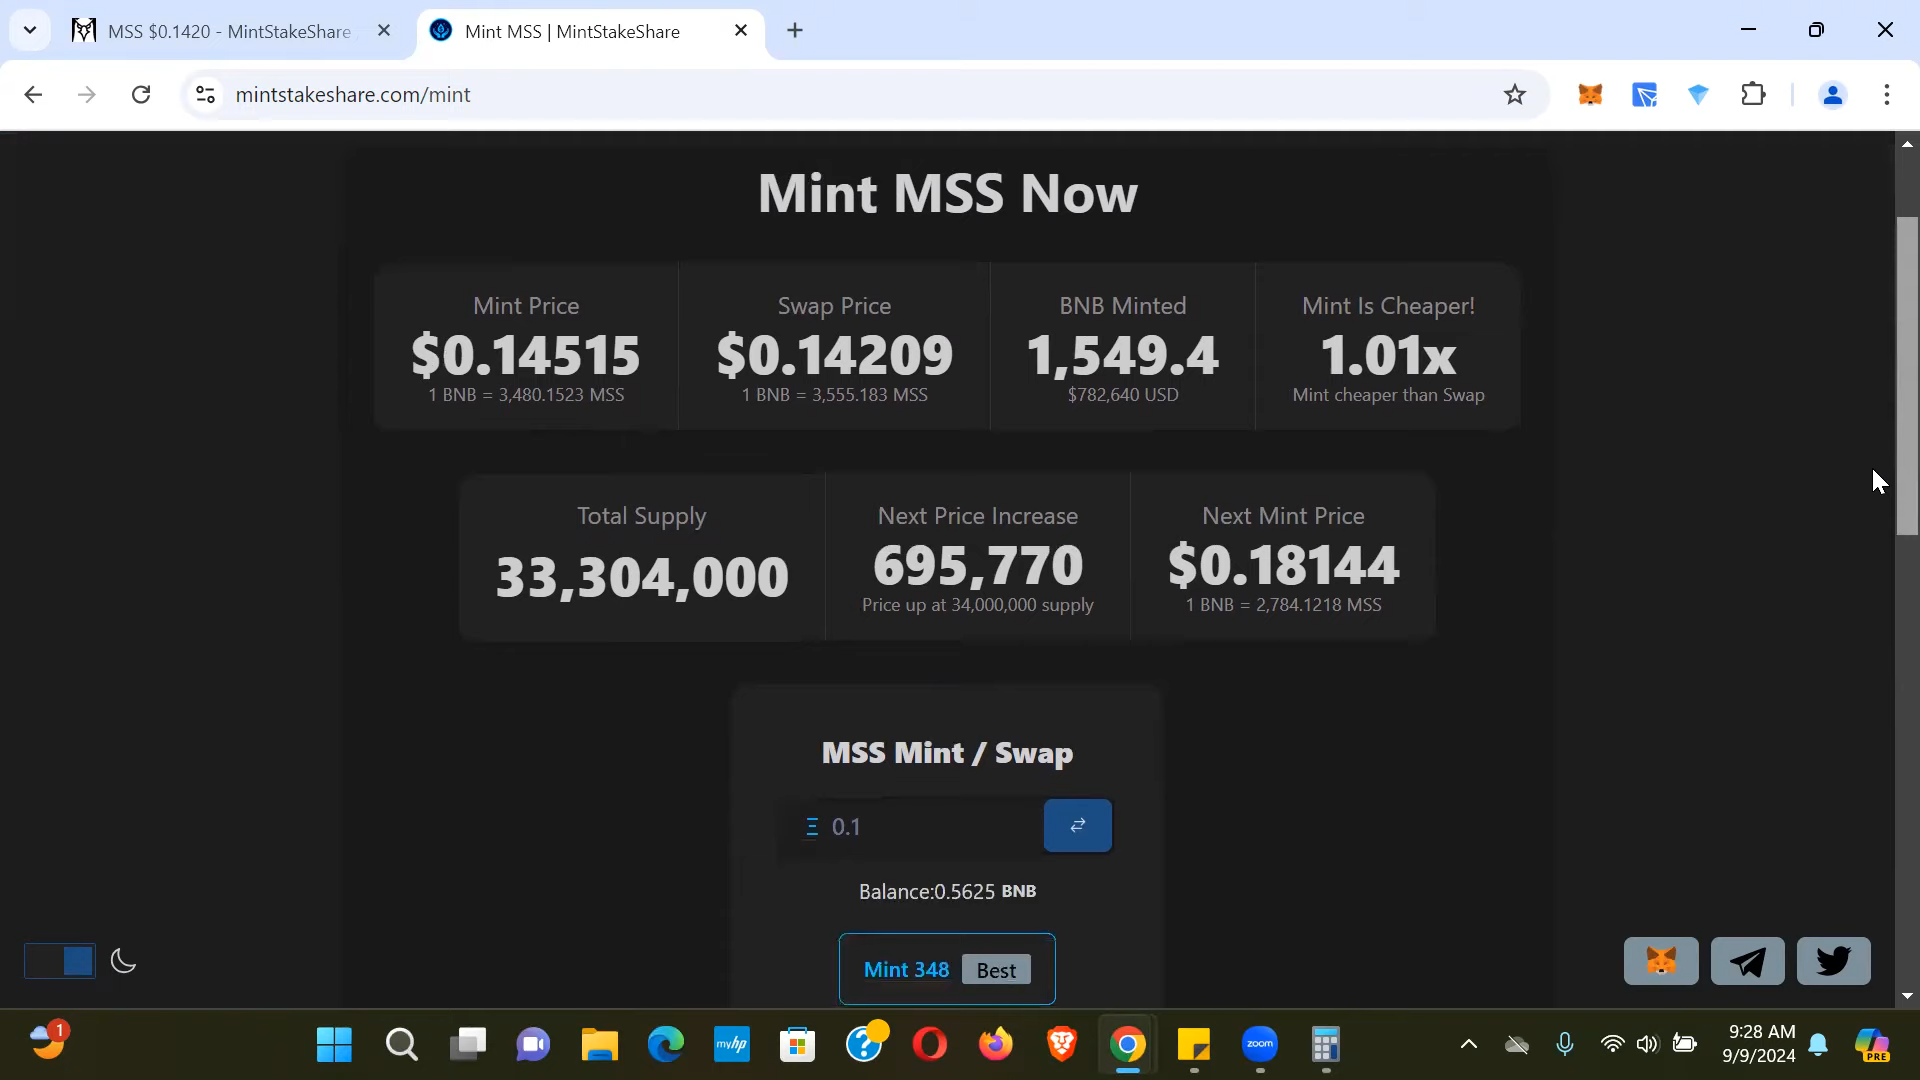 MSS $0.1420 - MintStakeShare
Mint MSS | MintStakeShare
mintstakeshare.com/mint
Mint MSS Now
Mint Price
$0.14515
1 BNB = 3,480.1523 MSS
Swap Price
$0.14209
1 BNB = 3,555.183 MSS
BNB Minted
1,549.4
$782,640 USD
Mint Is Cheaper!
1.01x
Mint cheaper than Swap
Total Supply
33,304,000
Next Price Increase
695,770
Price up at 34,000,000 supply
Next Mint Price
$0.18144
1 BNB = 2,784.1218 MSS
MSS Mint / Swap
Ξ 0.1
Balance:0.5625 BNB
Mint 348 Best
1
myhp
zoom
9:28 AM
9/9/2024
PRE